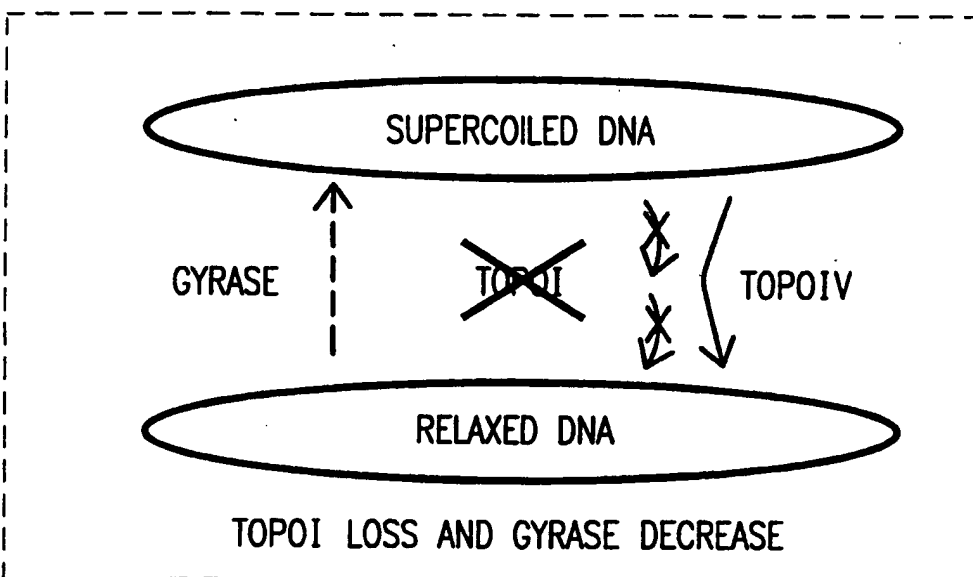 SUPERCOILED DNA
GYRASE
TOPOI
TOPOIV
RELAXED DNA
TOPOI LOSS AND GYRASE DECREASE